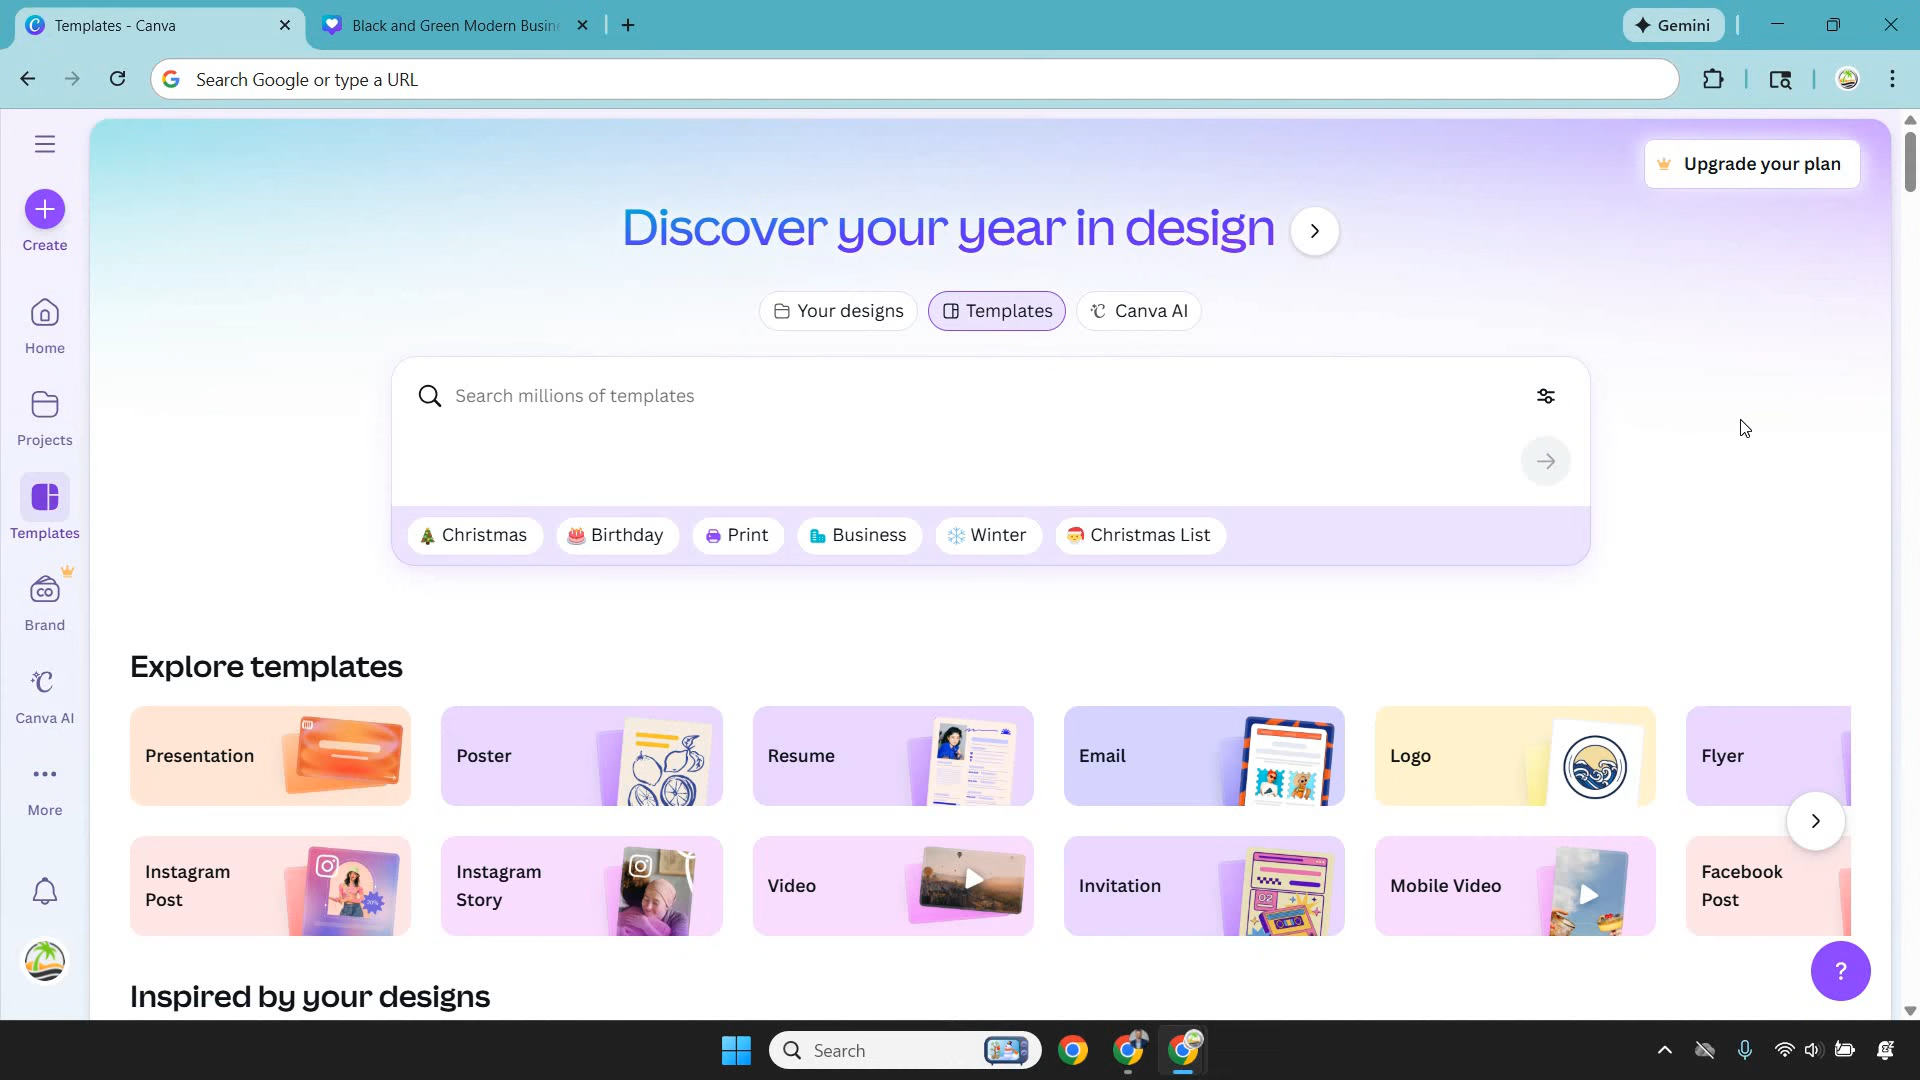 Templates - Canva
Black and Green Modern Busine
Gemini
Search Google or type a URL
Upgrade your plan
Create
Home
Projects
Templates
Brand
Canva AI
More
Discover your year in design
Your designs
Templates
Canva AI
Search millions of templates
Christmas
Birthday
Print
Business
Winter
Christmas List
Explore templates
Presentation
Poster
Resume
Email
Logo
Flyer
Instagram
Post
Instagram
Story
Video
Invitation
Mobile Video
Facebook
Post
Inspired by your designs
?
Search